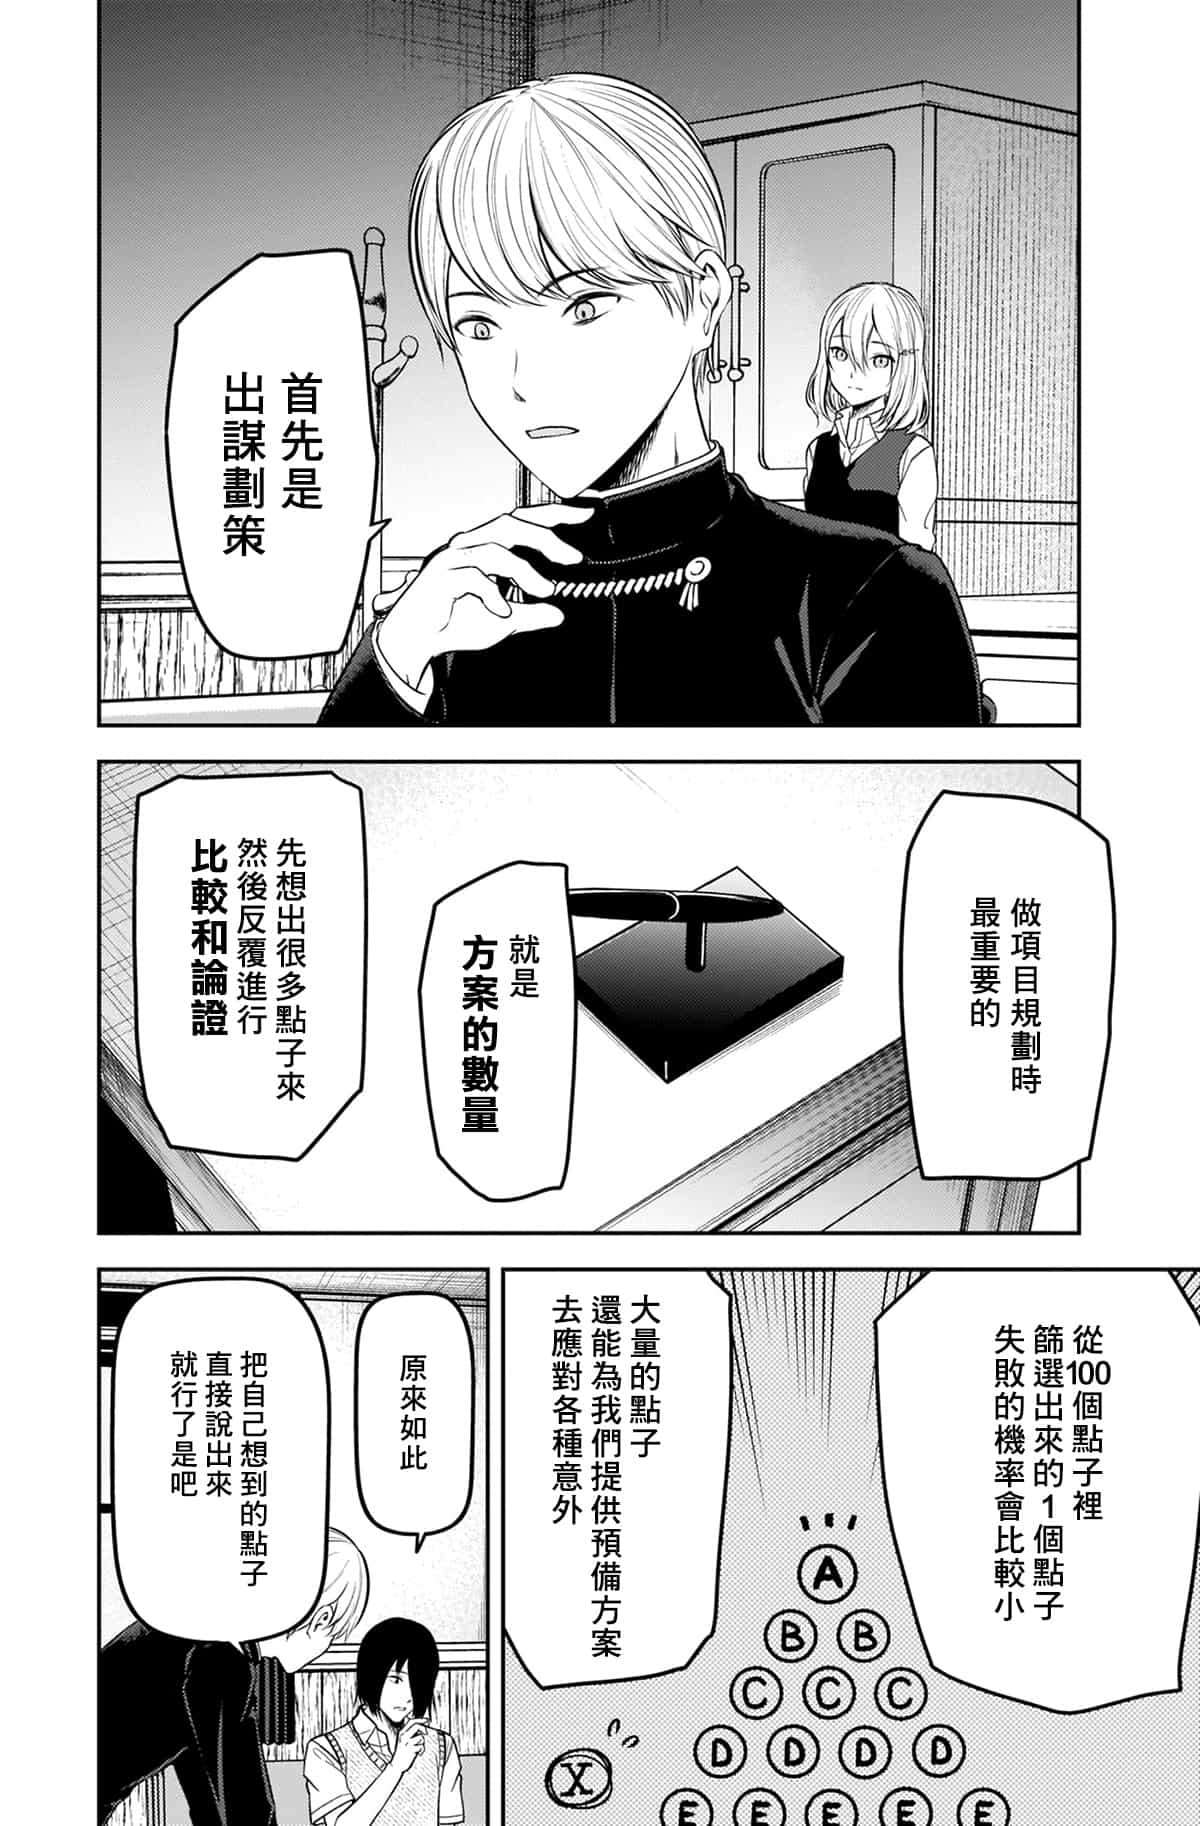 首先是
出謀劃策
做項目規劃時
最重要的
就是
方案的數量
先想出很多點子來
然後反覆進行
比較和論證
從100個點子裡
篩選出來的1個點子
失敗的機率會比較小
大量的點子
還能為我們提供預備方案
去應對各種意外
A
B B
C C C
D D D D
X
E E E E E
原來如此
把自己想到的點子
直接說出來
就行了是吧